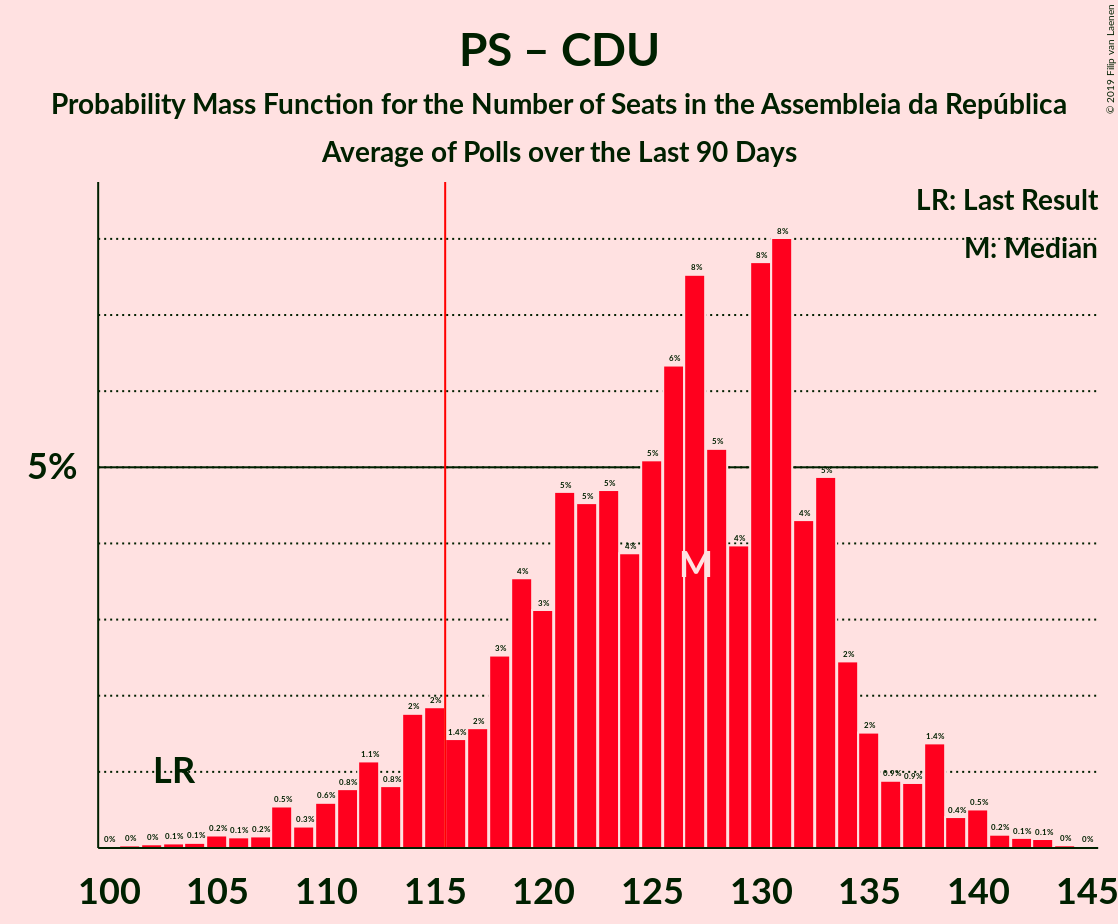 PS – CDU
Probability Mass Function for the Number of Seats in the Assembleia da República
Average of Polls over the Last 90 Days
© 2019 Filip van Laenen
LR: Last Result
M: Median
5%
LR
M
0% 0% 0% 0.1% 0.1% 0.2% 0.1% 0.2% 0.5% 0.3% 0.6% 0.8% 1.1% 0.8% 2% 2% 1.4% 2% 3% 4% 3% 5% 5% 5% 4% 5% 6% 8% 5% 4% 8% 8% 4% 5% 2% 2% 0.9% 0.9% 1.4% 0.4% 0.5% 0.2% 0.1% 0.1% 0% 0%
100 105 110 115 120 125 130 135 140 145